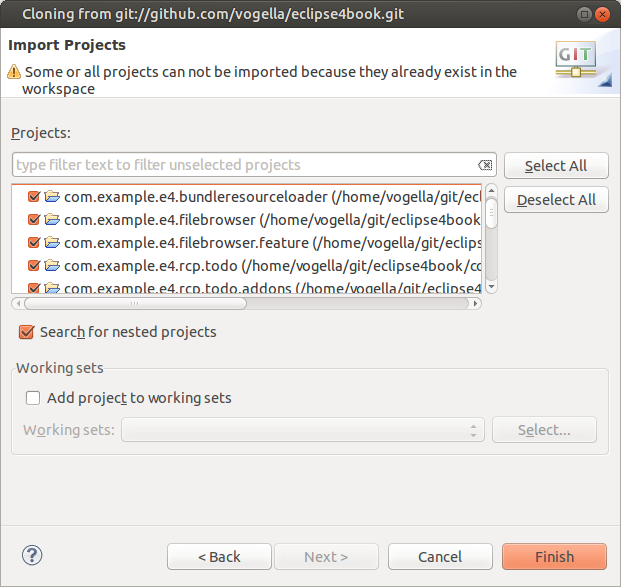 Cloning from git://github.com/vogella/eclipse4book.git
Import Projects
Some or all projects can not be imported because they already exist in the
workspace
GIT
Projects:
type filter text to filter unselected projects
Select All
com.example.e4.bundleresourceloader (/home/vogella/git/ecl
Deselect All
com.example.e4.filebrowser (/home/vogella/git/eclipse4book
com.example.e4.filebrowser.feature (/home/vogella/git/eclips
com.example.e4.rcp.todo (/home/vogella/git/eclipse4book/co
com.example.e4.rcp.todo.addons (/home/vogella/git/eclipse4
Search for nested projects
Working sets
Add project to working sets
Working sets:
Select...
?
< Back
Next >
Cancel
Finish